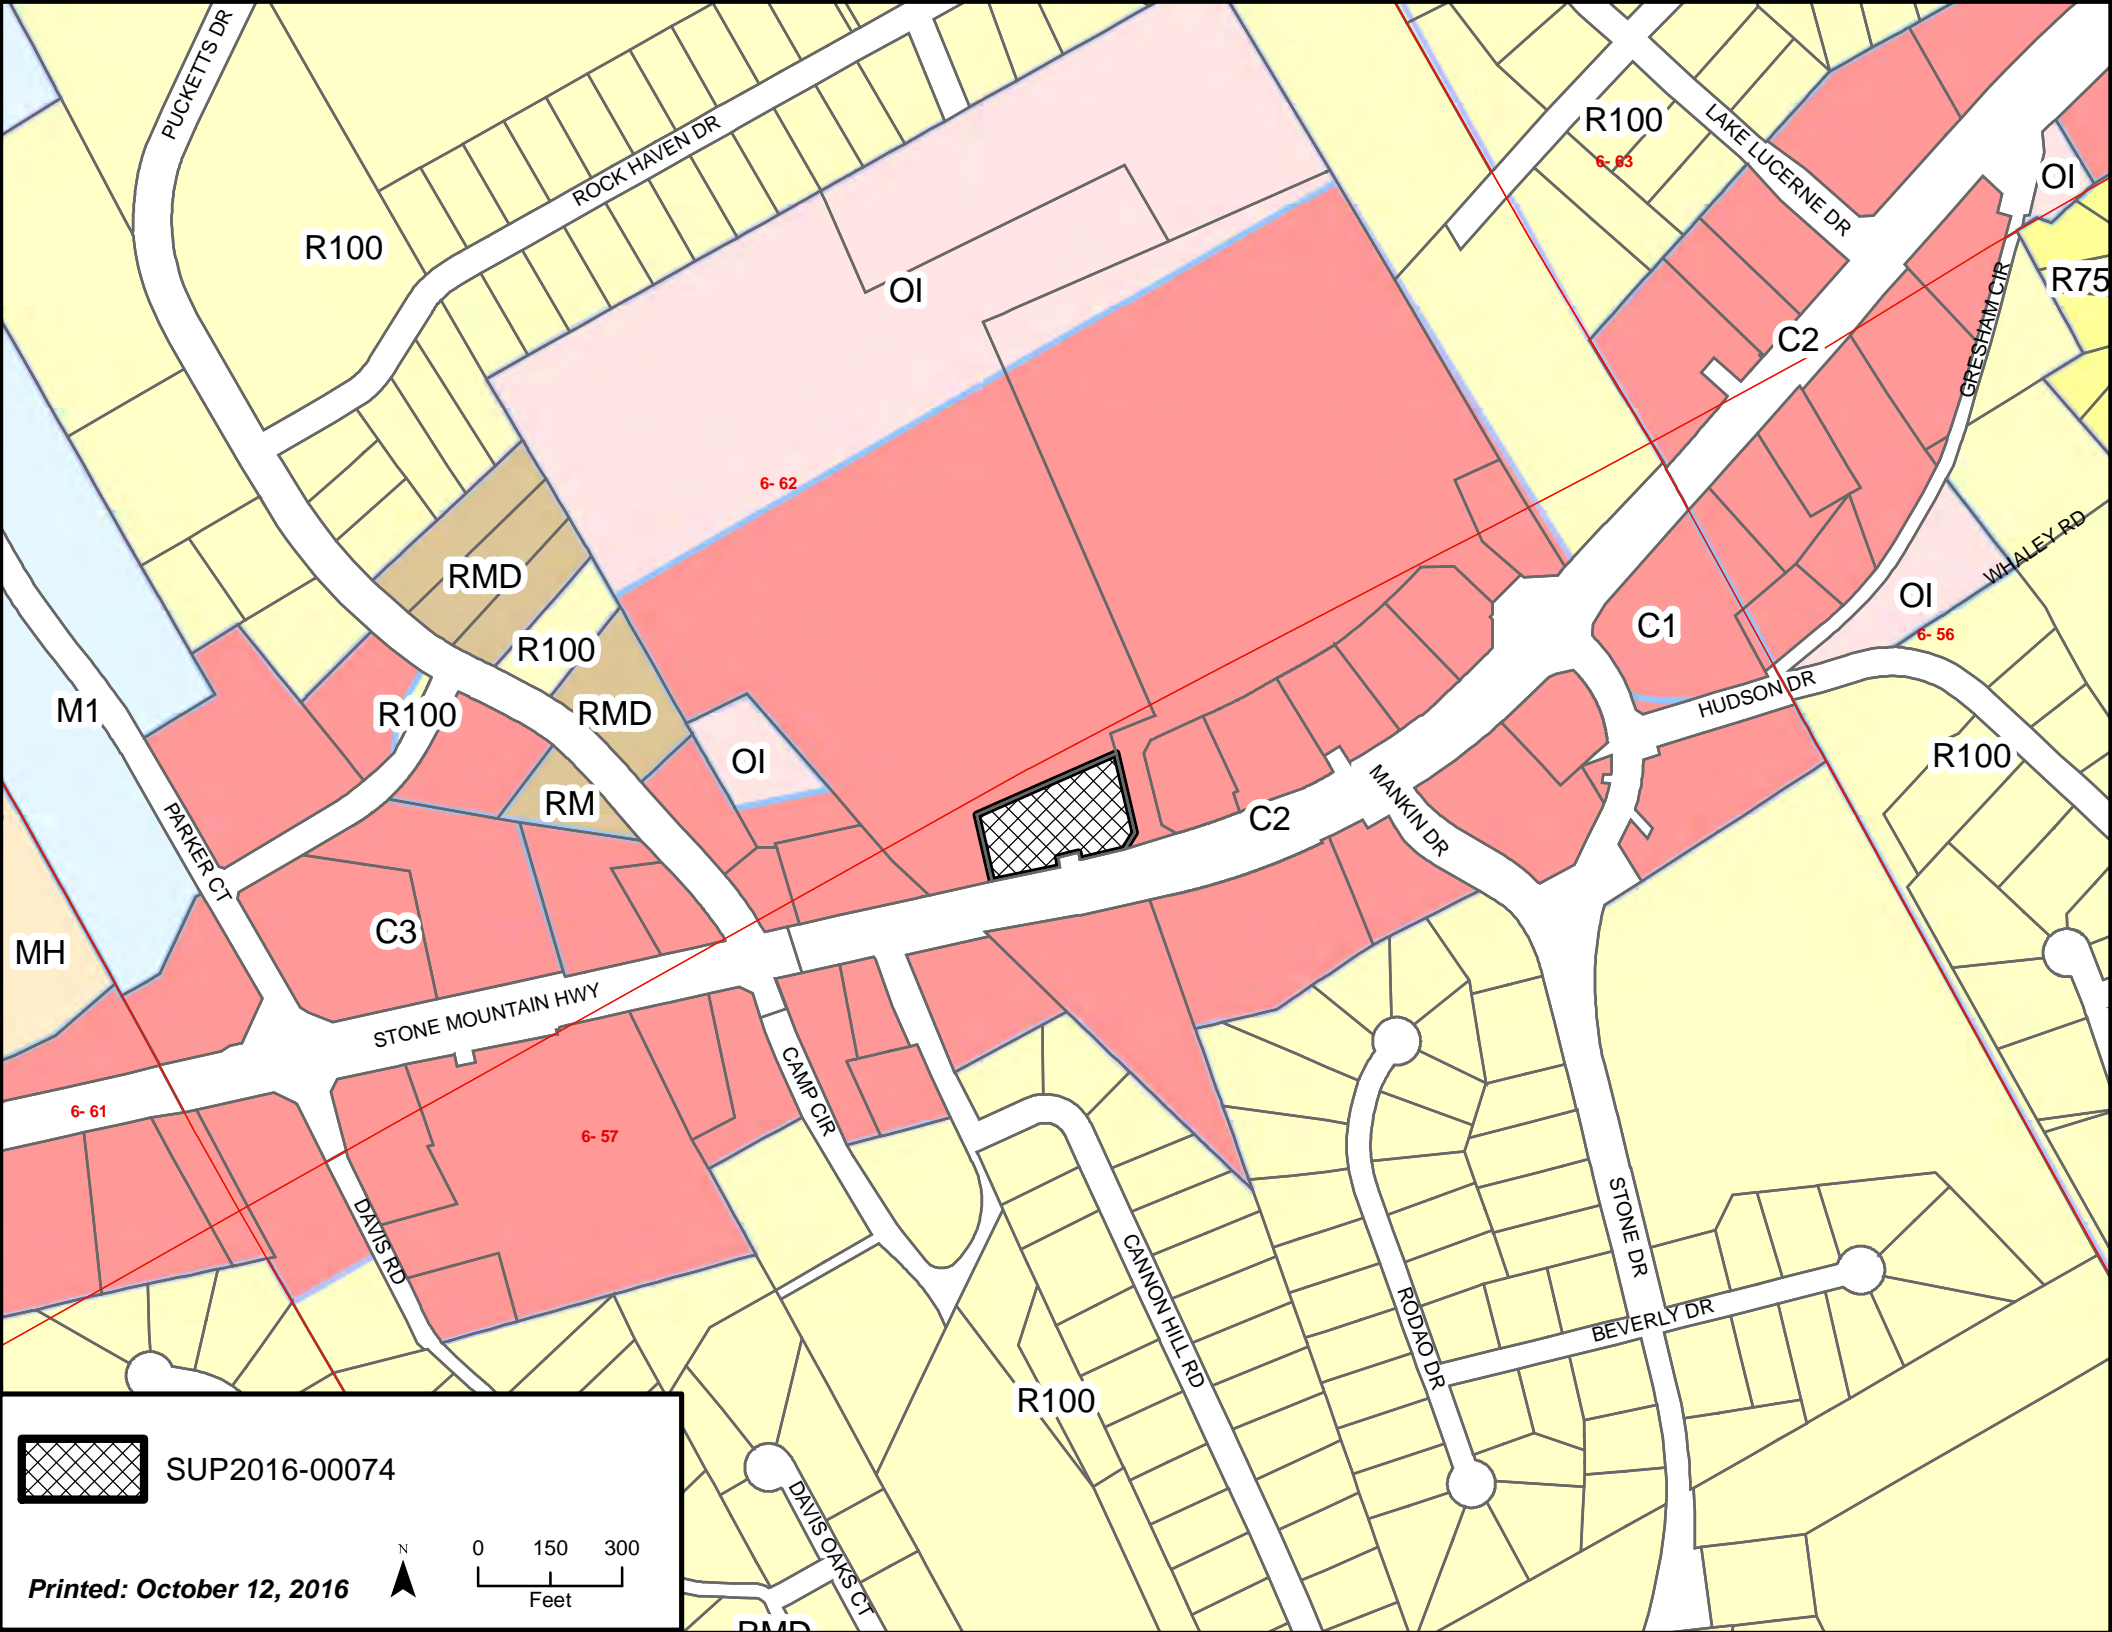 PUCKETTS DR
ROCK HAVEN DR
R100
LAKE LUCERNE DR
6- 63
OI
R100
OI
R75
C2
GRESHAM CIR
6- 62
WHALEY RD
RMD
OI
C1
6- 56
R100
RMD
M1
R100
HUDSON DR
OI
R100
RM
C2
MANKIN DR
PARKER CT
C3
MH
STONE MOUNTAIN HWY
CAMP CIR
6- 61
6- 57
DAVIS RD
STONE DR
CANNON HILL RD
RODAO DR
BEVERLY DR
R100
DAVIS OAKS CT
RMD
SUP2016-00074
N
0 150 300
Feet
Printed: October 12, 2016